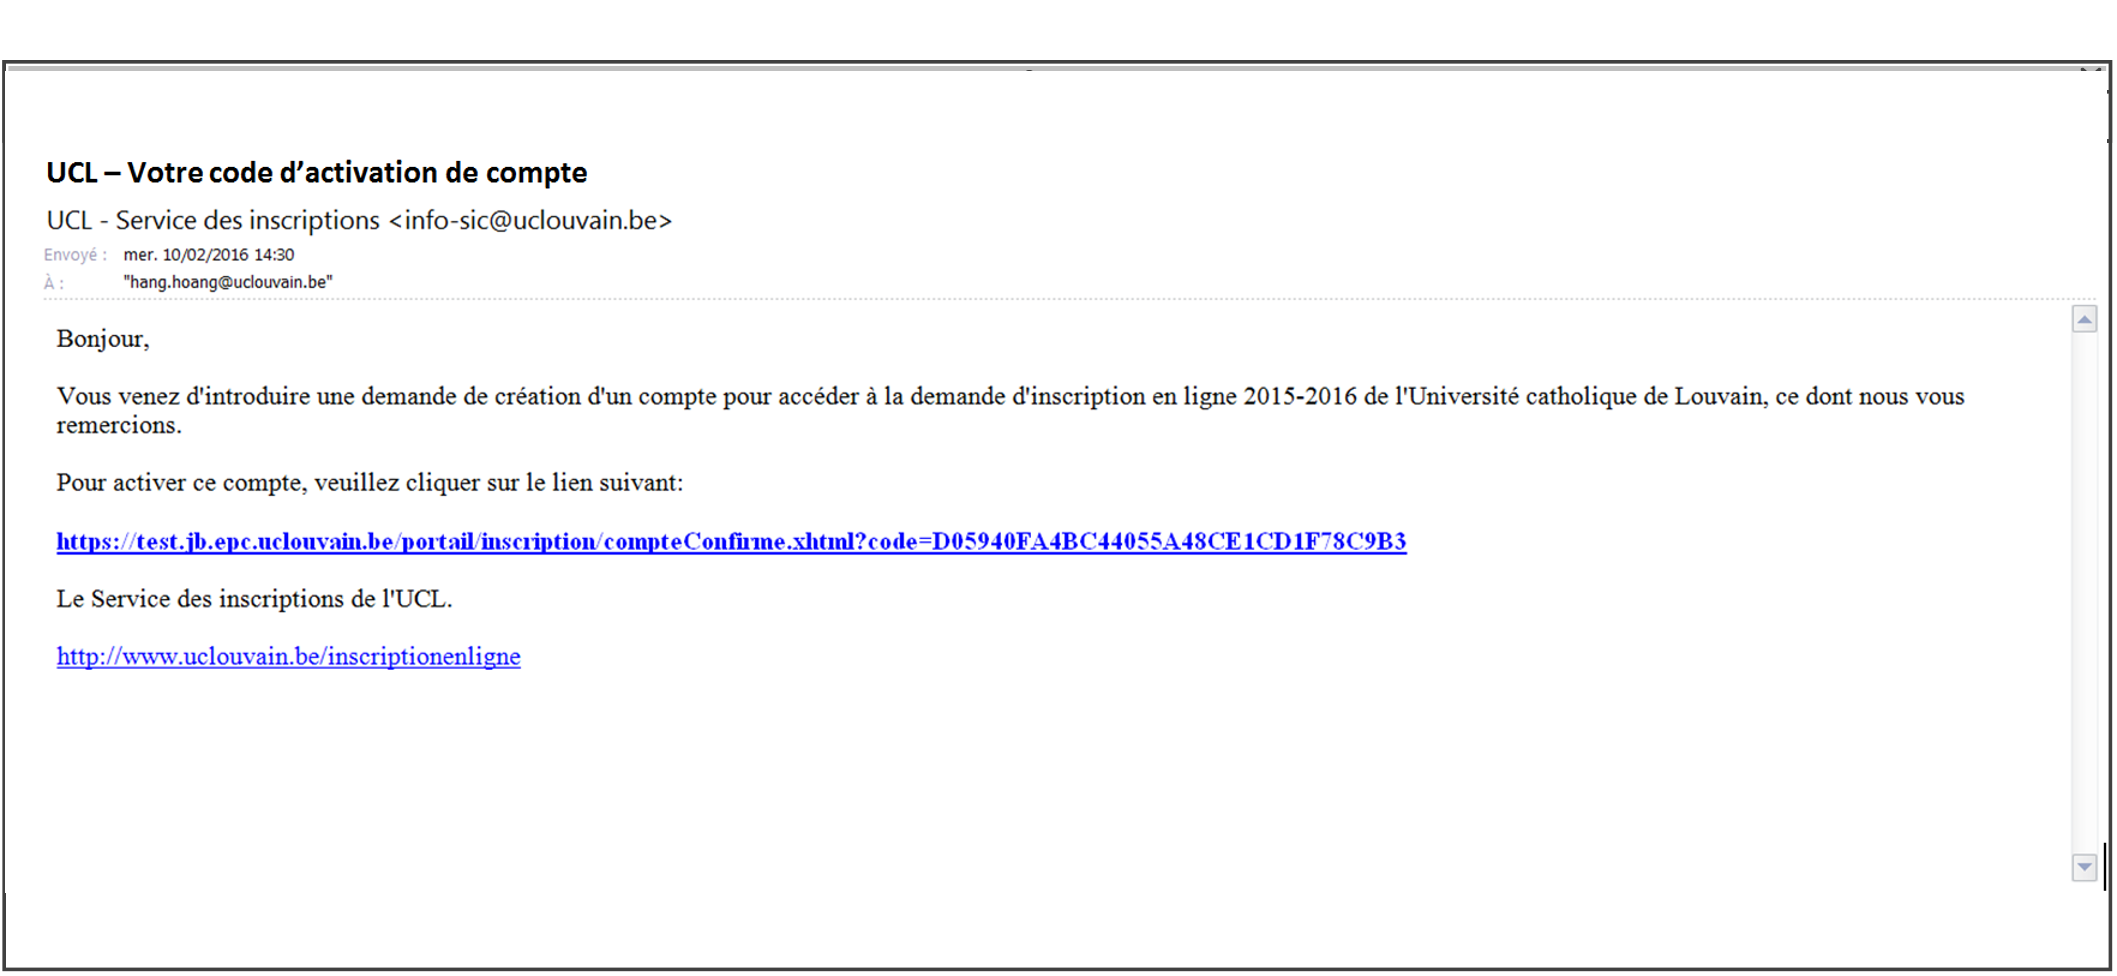 UCL – Votre code d’activation de compte
UCL - Service des inscriptions <info-sic@uclouvain.be>
Envoyé : mer. 10/02/2016 14:30
À : "hang.hoang@uclouvain.be"
Bonjour,
Vous venez d'introduire une demande de création d'un compte pour accéder à la demande d'inscription en ligne 2015-2016 de l'Université catholique de Louvain, ce dont nous vous
remercions.
Pour activer ce compte, veuillez cliquer sur le lien suivant:
https://test.jb.epc.uclouvain.be/portail/inscription/compteConfirme.xhtml?code=D05940FA4BC44055A48CE1CD1F78C9B3
Le Service des inscriptions de l'UCL.
http://www.uclouvain.be/inscriptionenligne